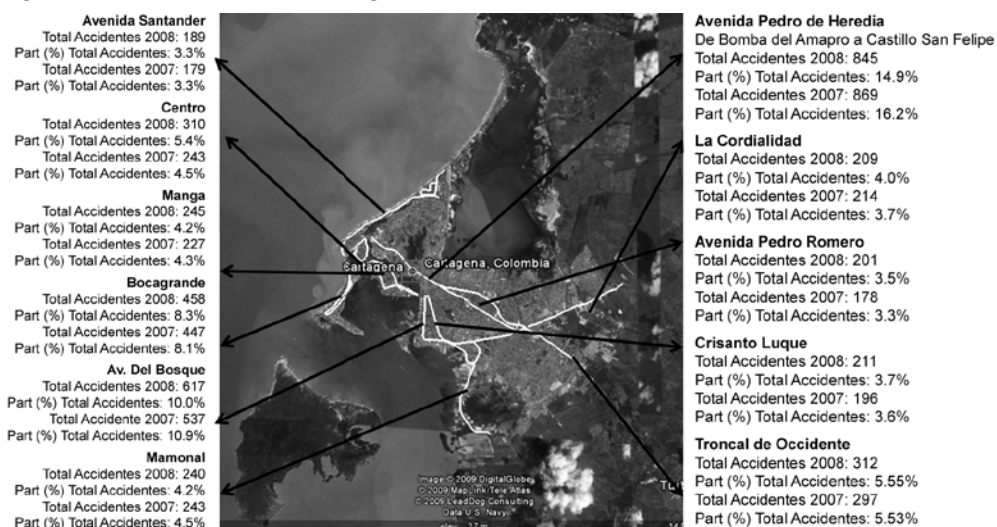 Avenida Santander
Total Accidentes 2008: 189
Part (%) Total Accidentes: 3.3%
Total Accidentes 2007: 179
Part (%) Total Accidentes: 3.3%
Centro
Total Accidentes 2008: 310
Part (%) Total Accidentes: 5.4%
Total Accidentes 2007: 243
Part (%) Total Accidentes: 4.5%
Manga
Total Accidentes 2008: 245
Part (%) Total Accidentes: 4.2%
Total Accidentes 2007: 227
Part (%) Total Accidentes: 4.3%
Bocagrande
Total Accidentes 2008: 458
Part (%) Total Accidentes: 8.3%
Total Accidentes 2007: 447
Part (%) Total Accidentes: 8.1%
Av. Del Bosque
Total Accidentes 2008: 617
Part (%) Total Accidentes: 10.0%
Total Accidente 2007: 537
Part (%) Total Accidentes: 10.9%
Mamonal
Total Accidentes 2008: 240
Part (%) Total Accidentes: 4.2%
Total Accidentes 2007: 243
Part (%) Total Accidentes: 4.5%
Cartagena
Cartagena, Colombia
Image © 2009 DigitalGlobe
© 2009 MapLink/Tele Atlas
© 2009 LeadDog Consulting
Data U.S. Navy
Avenida Pedro de Heredia
De Bomba del Amapro a Castillo San Felipe
Total Accidentes 2008: 845
Part (%) Total Accidentes: 14.9%
Total Accidentes 2007: 869
Part (%) Total Accidentes: 16.2%
La Cordialidad
Total Accidentes 2008: 209
Part (%) Total Accidentes: 4.0%
Total Accidentes 2007: 214
Part (%) Total Accidentes: 3.7%
Avenida Pedro Romero
Total Accidentes 2008: 201
Part (%) Total Accidentes: 3.5%
Total Accidentes 2007: 178
Part (%) Total Accidentes: 3.3%
Crisanto Luque
Total Accidentes 2008: 211
Part (%) Total Accidentes: 3.7%
Total Accidentes 2007: 196
Part (%) Total Accidentes: 3.6%
Troncal de Occidente
Total Accidentes 2008: 312
Part (%) Total Accidentes: 5.55%
Total Accidentes 2007: 297
Part (%) Total Accidentes: 5.53%